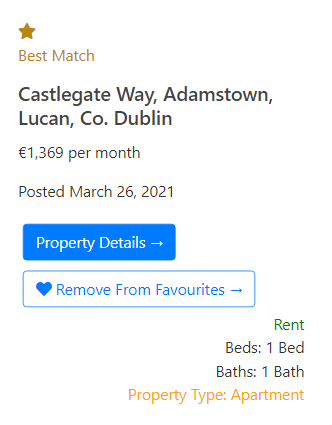 Best Match
Castlegate Way, Adamstown,
Lucan, Co. Dublin
€1,369 per month
Posted March 26, 2021
Property Details →
Remove From Favourites →
Rent
Beds: 1 Bed
Baths: 1 Bath
Property Type: Apartment